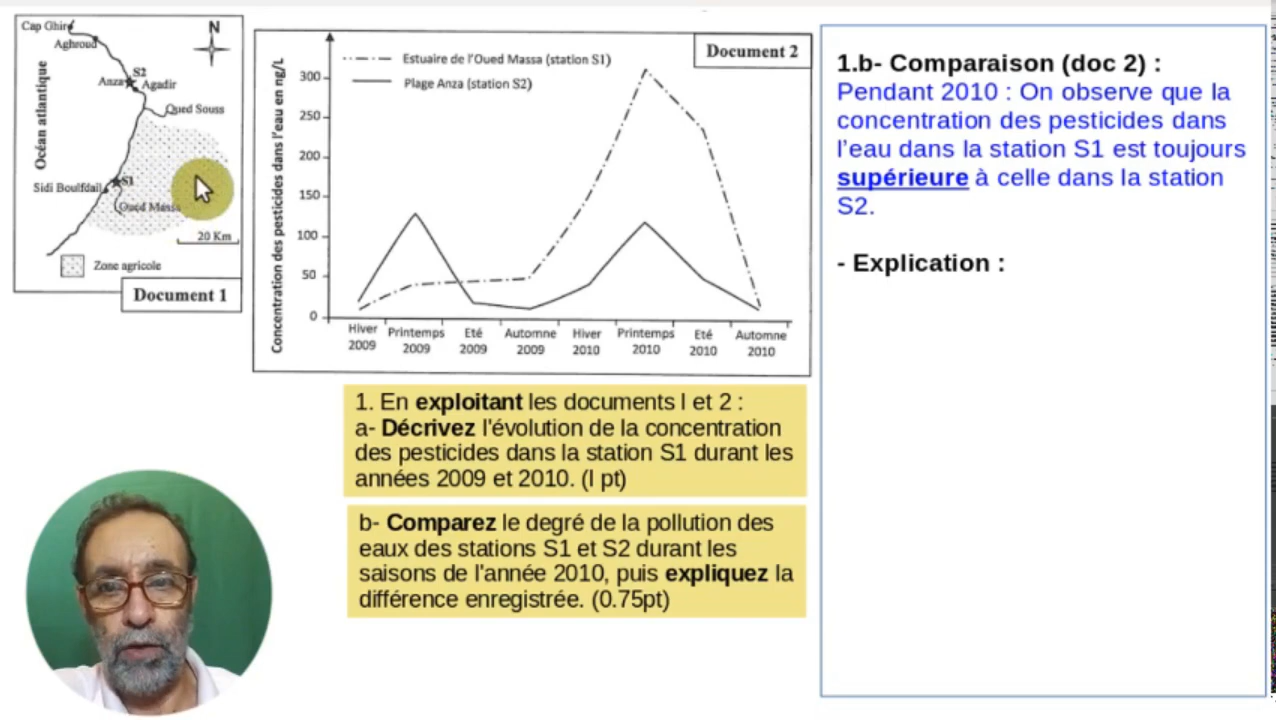 Cap Ghir
Aghroud
N
S2
Anza
Agadir
Oued Souss
Océan atlantique
S1
Sidi Boulfdail
Oued Massa
20 Km
Zone agricole
Document 1
Document 2
Concentration des pesticides dans l'eau en ng/L
Estuaire de l'Oued Massa (station S1)
Plage Anza (station S2)
300
250
200
150
100
50
0
Hiver 2009
Printemps 2009
Eté 2009
Automne 2009
Hiver 2010
Printemps 2010
Eté 2010
Automne 2010
1. En exploitant les documents l et 2 :
a- Décrivez l'évolution de la concentration
des pesticides dans la station S1 durant les
années 2009 et 2010. (l pt)
b- Comparez le degré de la pollution des
eaux des stations S1 et S2 durant les
saisons de l'année 2010, puis expliquez la
différence enregistrée. (0.75pt)
1.b- Comparaison (doc 2) :
Pendant 2010 : On observe que la
concentration des pesticides dans
l'eau dans la station S1 est toujours
supérieure à celle dans la station
S2.
- Explication :